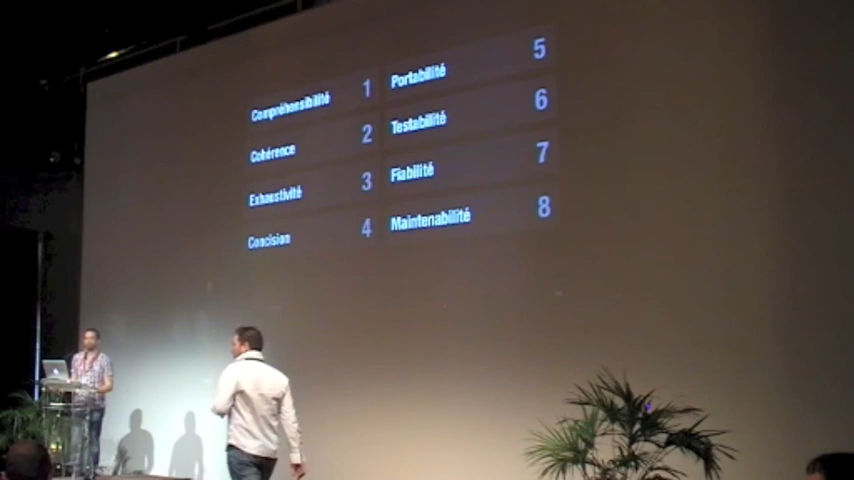 Compréhensibilité 1
Cohérence 2
Exhaustivité 3
Concision 4
Portabilité 5
Testabilité 6
Fiabilité 7
Maintenabilité 8